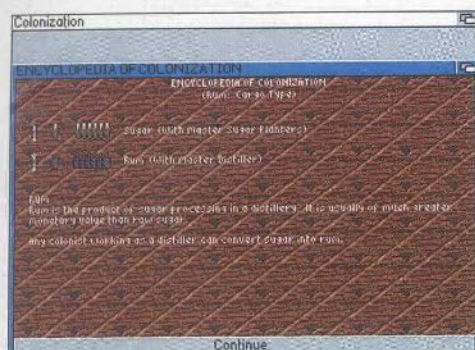 Colonization
ENCYCLOPEDIA OF COLONIZATION
ENCYCLOPEDIA OF COLONIZATION
(Rum: Cargo Type)
Sugar (With Master Sugar Planters)
Rum (With Master Distiller)
RUM
Rum is the product of sugar processing in a distillery. It is usually of much greater
monetary value than raw sugar.
Any colonist working as a distiller can convert sugar into rum.
Continue